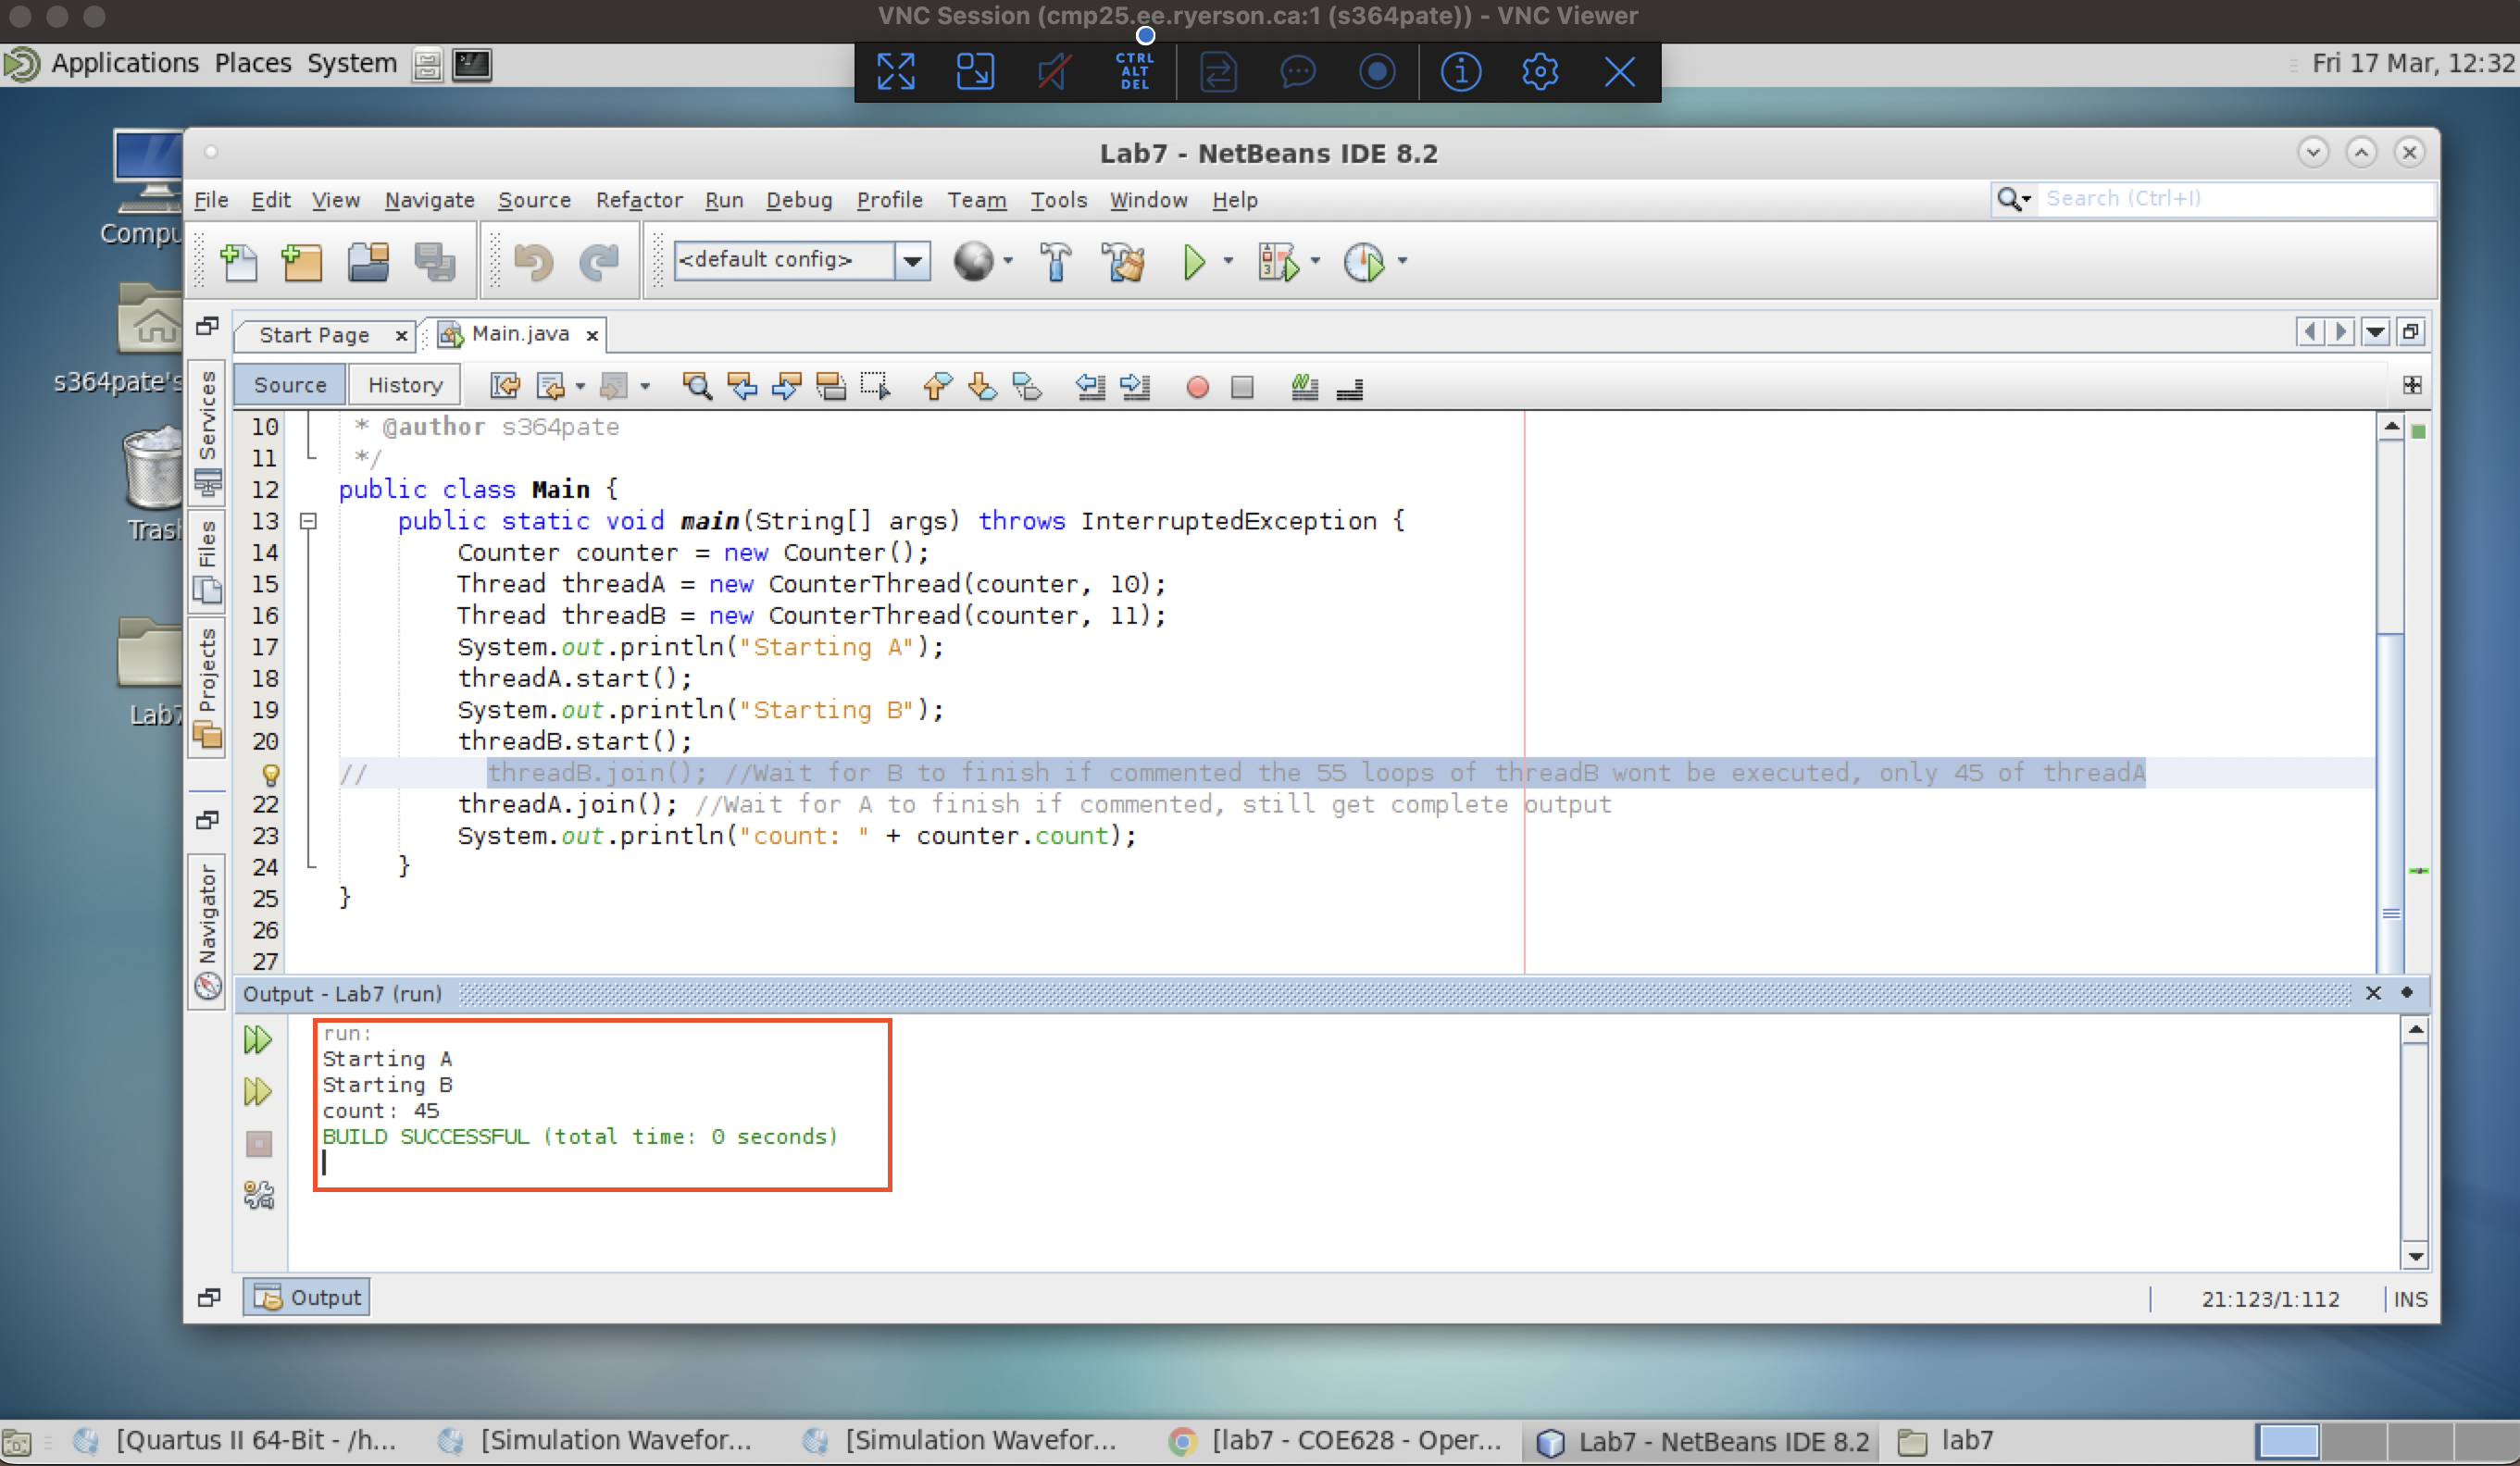 VNC Session (cmp25.ee.ryerson.ca:1 (s364pate)) - VNC Viewer
Applications Places System
CTRL
ALT
DEL
Fri 17 Mar, 12:32
Lab7 - NetBeans IDE 8.2
Compu
s364pate's
Tras
Lab7
File Edit View Navigate Source Refactor Run Debug Profile Team Tools Window Help
Search (Ctrl+I)
<default config>
Start Page
Main.java
Source History
Services
Files
Projects
Navigator
10 * @author s364pate
11 */
12 public class Main {
13 public static void main(String[] args) throws InterruptedException {
14 Counter counter = new Counter();
15 Thread threadA = new CounterThread(counter, 10);
16 Thread threadB = new CounterThread(counter, 11);
17 System.out.println("Starting A");
18 threadA.start();
19 System.out.println("Starting B");
20 threadB.start();
// threadB.join(); //Wait for B to finish if commented the 55 loops of threadB wont be executed, only 45 of threadA
22 threadA.join(); //Wait for A to finish if commented, still get complete output
23 System.out.println("count: " + counter.count);
24 }
25 }
26
27
Output - Lab7 (run)
run:
Starting A
Starting B
count: 45
BUILD SUCCESSFUL (total time: 0 seconds)
Output
21:123/1:112 INS
[Quartus II 64-Bit - /h...
[Simulation Wavefor...
[Simulation Wavefor...
[lab7 - COE628 - Oper...
Lab7 - NetBeans IDE 8.2
lab7